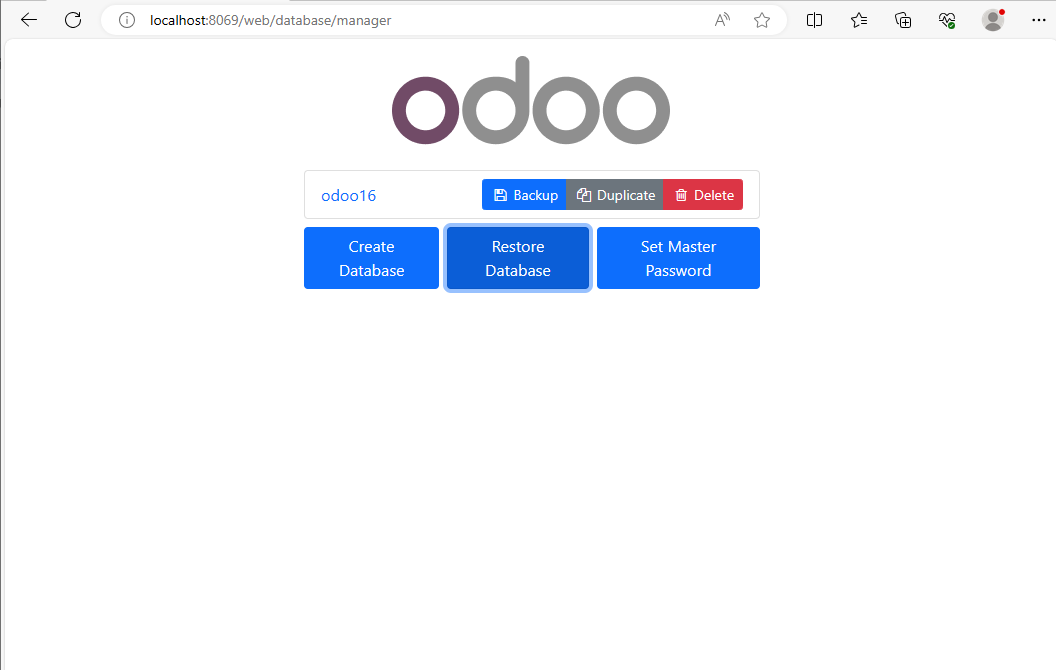 localhost:8069/web/database/manager
odoo
odoo16
Backup
Duplicate
Delete
Create
Database
Restore
Database
Set Master
Password